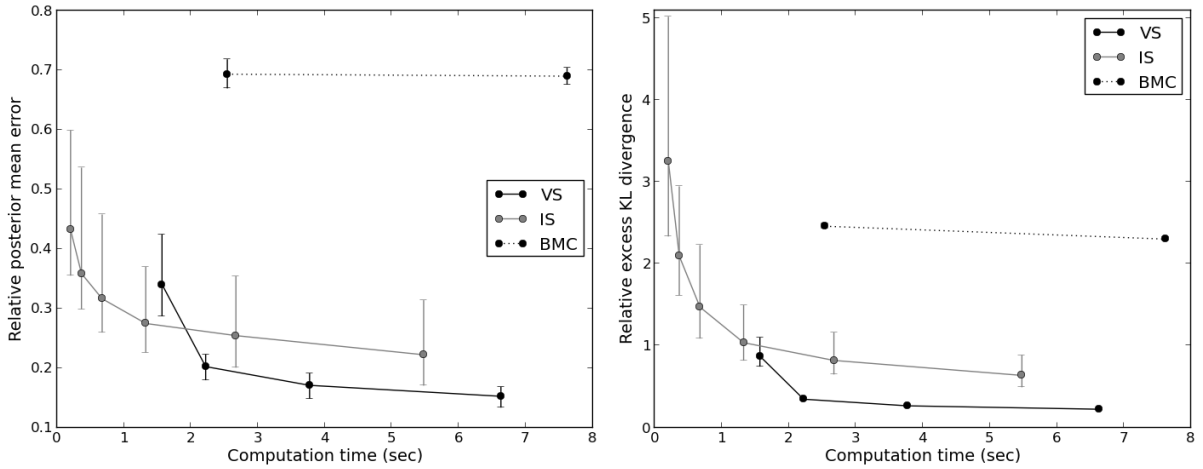 0.8
0.7
0.6
0.5
0.4
0.3
0.2
0.1
Relative posterior mean error
VS
IS
BMC
0 1 2 3 4 5 6 7 8
Computation time (sec)
5
4
3
2
1
0
Relative excess KL divergence
VS
IS
BMC
0 1 2 3 4 5 6 7 8
Computation time (sec)